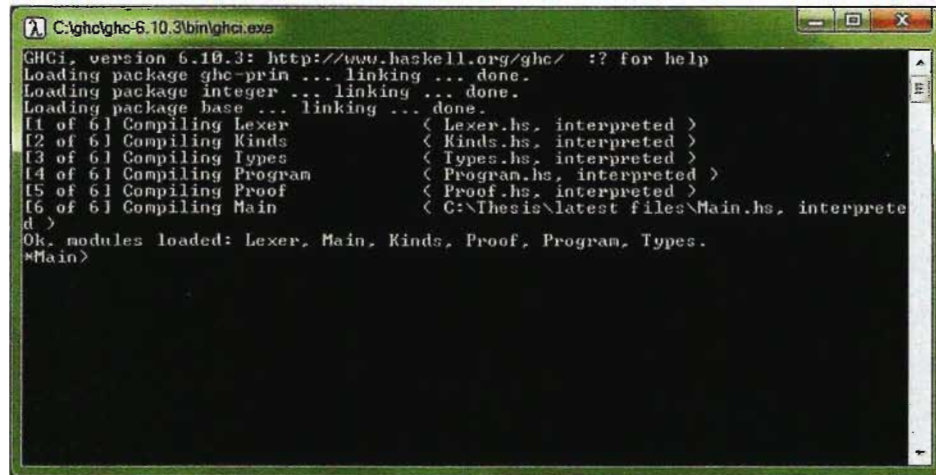 C:\ghc\ghc-6.10.3\bin\ghci.exe
GHCi, version 6.10.3: http://www.haskell.org/ghc/  :? for help
Loading package ghc-prim ... linking ... done.
Loading package integer ... linking ... done.
Loading package base ... linking ... done.
[1 of 6] Compiling Lexer            ( Lexer.hs, interpreted )
[2 of 6] Compiling Kinds            ( Kinds.hs, interpreted )
[3 of 6] Compiling Types            ( Types.hs, interpreted )
[4 of 6] Compiling Program          ( Program.hs, interpreted )
[5 of 6] Compiling Proof            ( Proof.hs, interpreted )
[6 of 6] Compiling Main             ( C:\Thesis\latest files\Main.hs, interprete
d )
Ok, modules loaded: Lexer, Main, Kinds, Proof, Program, Types.
*Main>